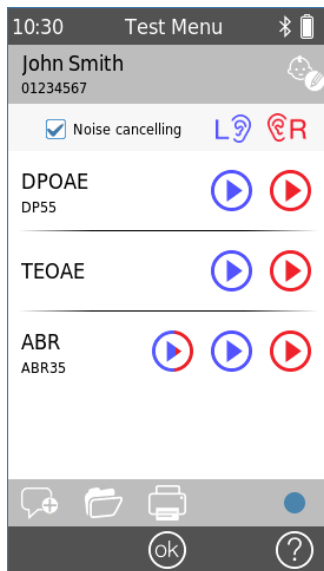 10:30 Test Menu
John Smith
01234567
Noise cancelling L R
DPOAE
DP55
TEOAE
ABR
ABR35
ok ?